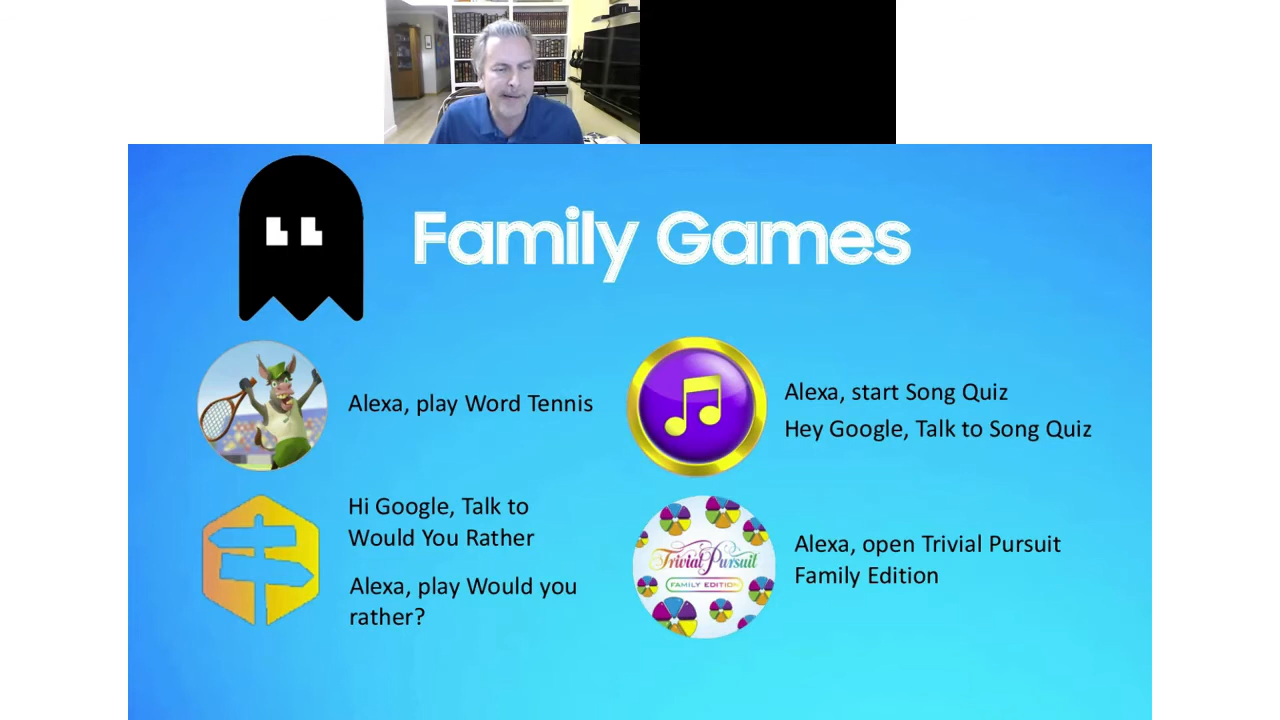 Family Games
Alexa, play Word Tennis
Alexa, start Song Quiz
Hey Google, Talk to Song Quiz
Hi Google, Talk to
Would You Rather
Alexa, play Would you
rather?
Trivial Pursuit
FAMILY EDITION
Alexa, open Trivial Pursuit
Family Edition